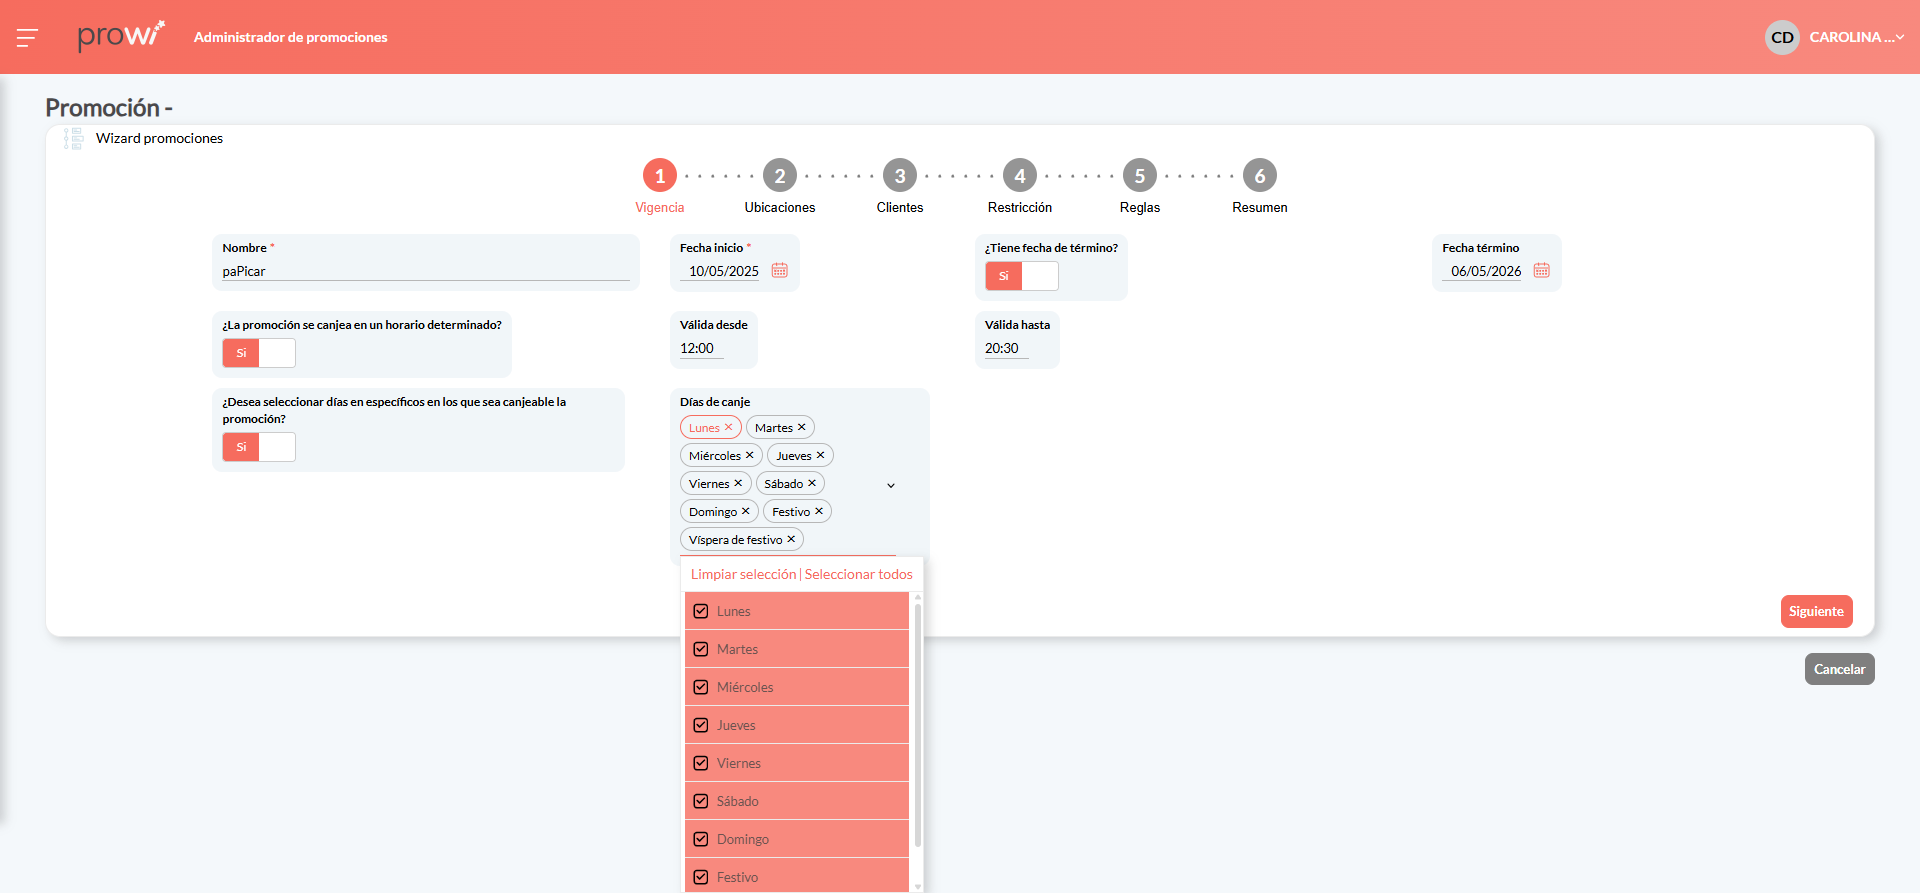 prowi
Administrador de promociones
CD
CAROLINA ...
Promoción -
Wizard promociones
1
2
3
4
5
6
Vigencia
Ubicaciones
Clientes
Restricción
Reglas
Resumen
Nombre *
paPicar
Fecha inicio *
10/05/2025
¿Tiene fecha de término?
Si
Fecha término
06/05/2026
¿La promoción se canjea en un horario determinado?
Si
Válida desde
12:00
Válida hasta
20:30
¿Desea seleccionar días en específicos en los que sea canjeable la
promoción?
Si
Días de canje
Lunes ✕ Martes ✕
Miércoles ✕ Jueves ✕
Viernes ✕ Sábado ✕
Domingo ✕ Festivo ✕
Víspera de festivo ✕
Limpiar selección | Seleccionar todos
Lunes
Martes
Miércoles
Jueves
Viernes
Sábado
Domingo
Festivo
Siguiente
Cancelar